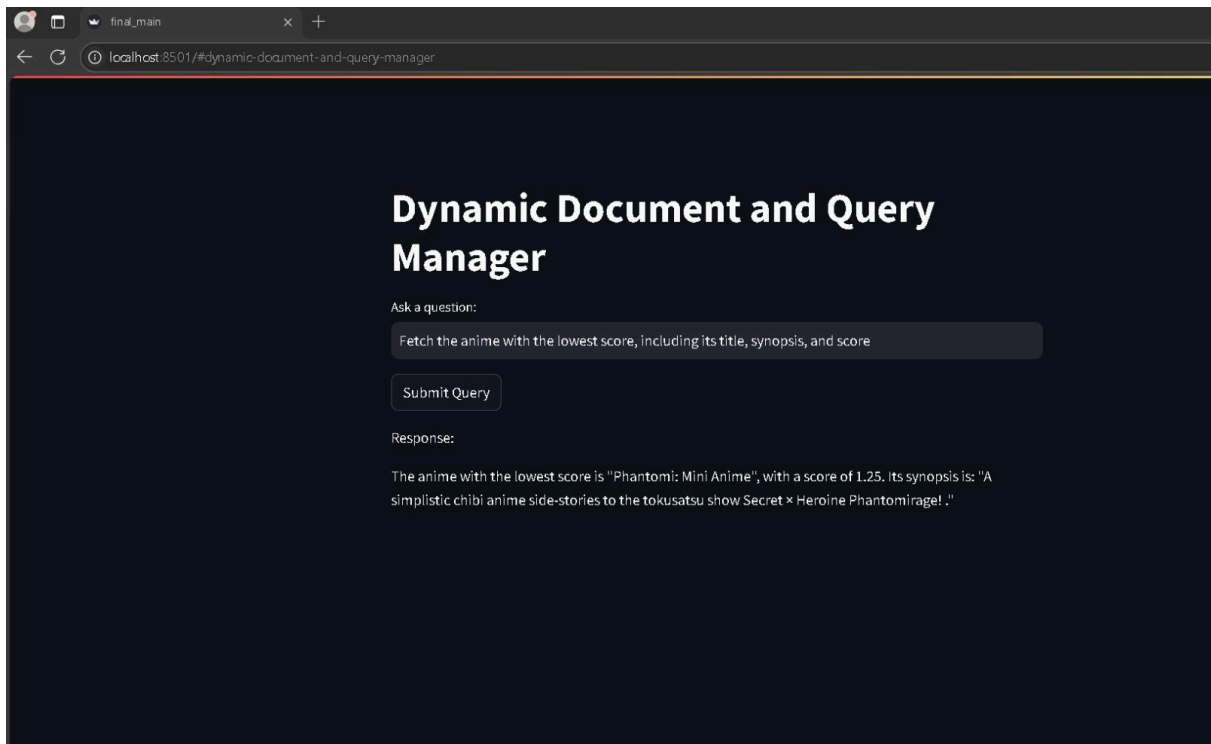 final_main
localhost:8501/#dynamic-document-and-query-manager
Dynamic Document and Query
Manager
Ask a question:
Fetch the anime with the lowest score, including its title, synopsis, and score
Submit Query
Response:
The anime with the lowest score is "Phantomi: Mini Anime", with a score of 1.25. Its synopsis is: "A
simplistic chibi anime side-stories to the tokusatsu show Secret × Heroine Phantomirage! ."